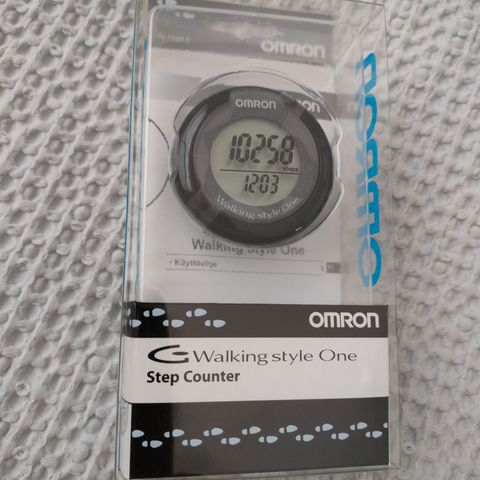 OMRON
OMRON
OMRON
10258
steps
12:03
Walking style One
Walking Style One
• Käyttöohje
OMRON
Walking style One
Step Counter